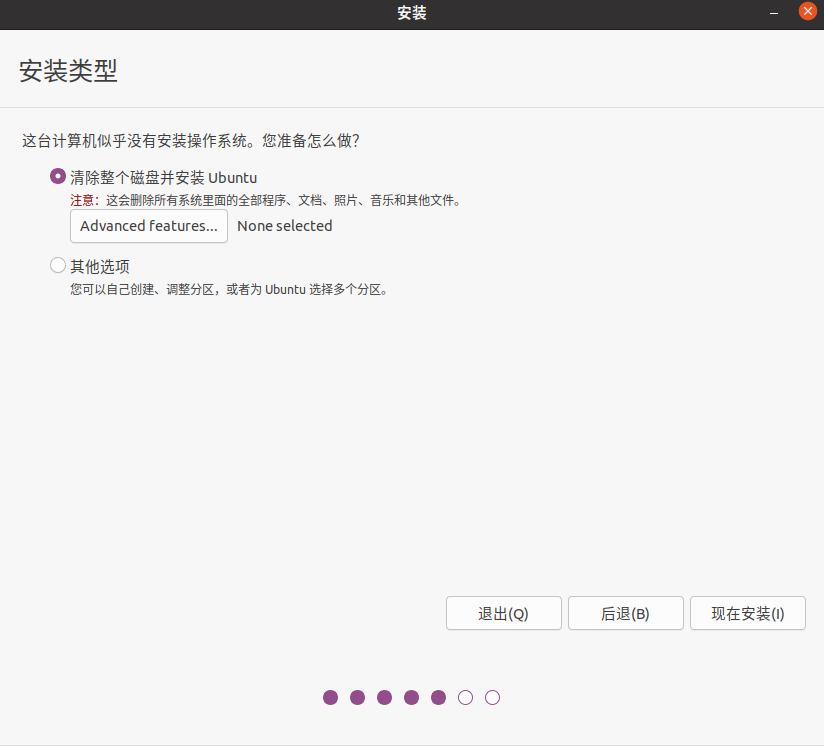 安装
安装类型
这台计算机似乎没有安装操作系统。您准备怎么做？
清除整个磁盘并安装 Ubuntu
注意：这会删除所有系统里面的全部程序、文档、照片、音乐和其他文件。
Advanced features... None selected
其他选项
您可以自己创建、调整分区，或者为 Ubuntu 选择多个分区。
退出(Q) 后退(B) 现在安装(I)